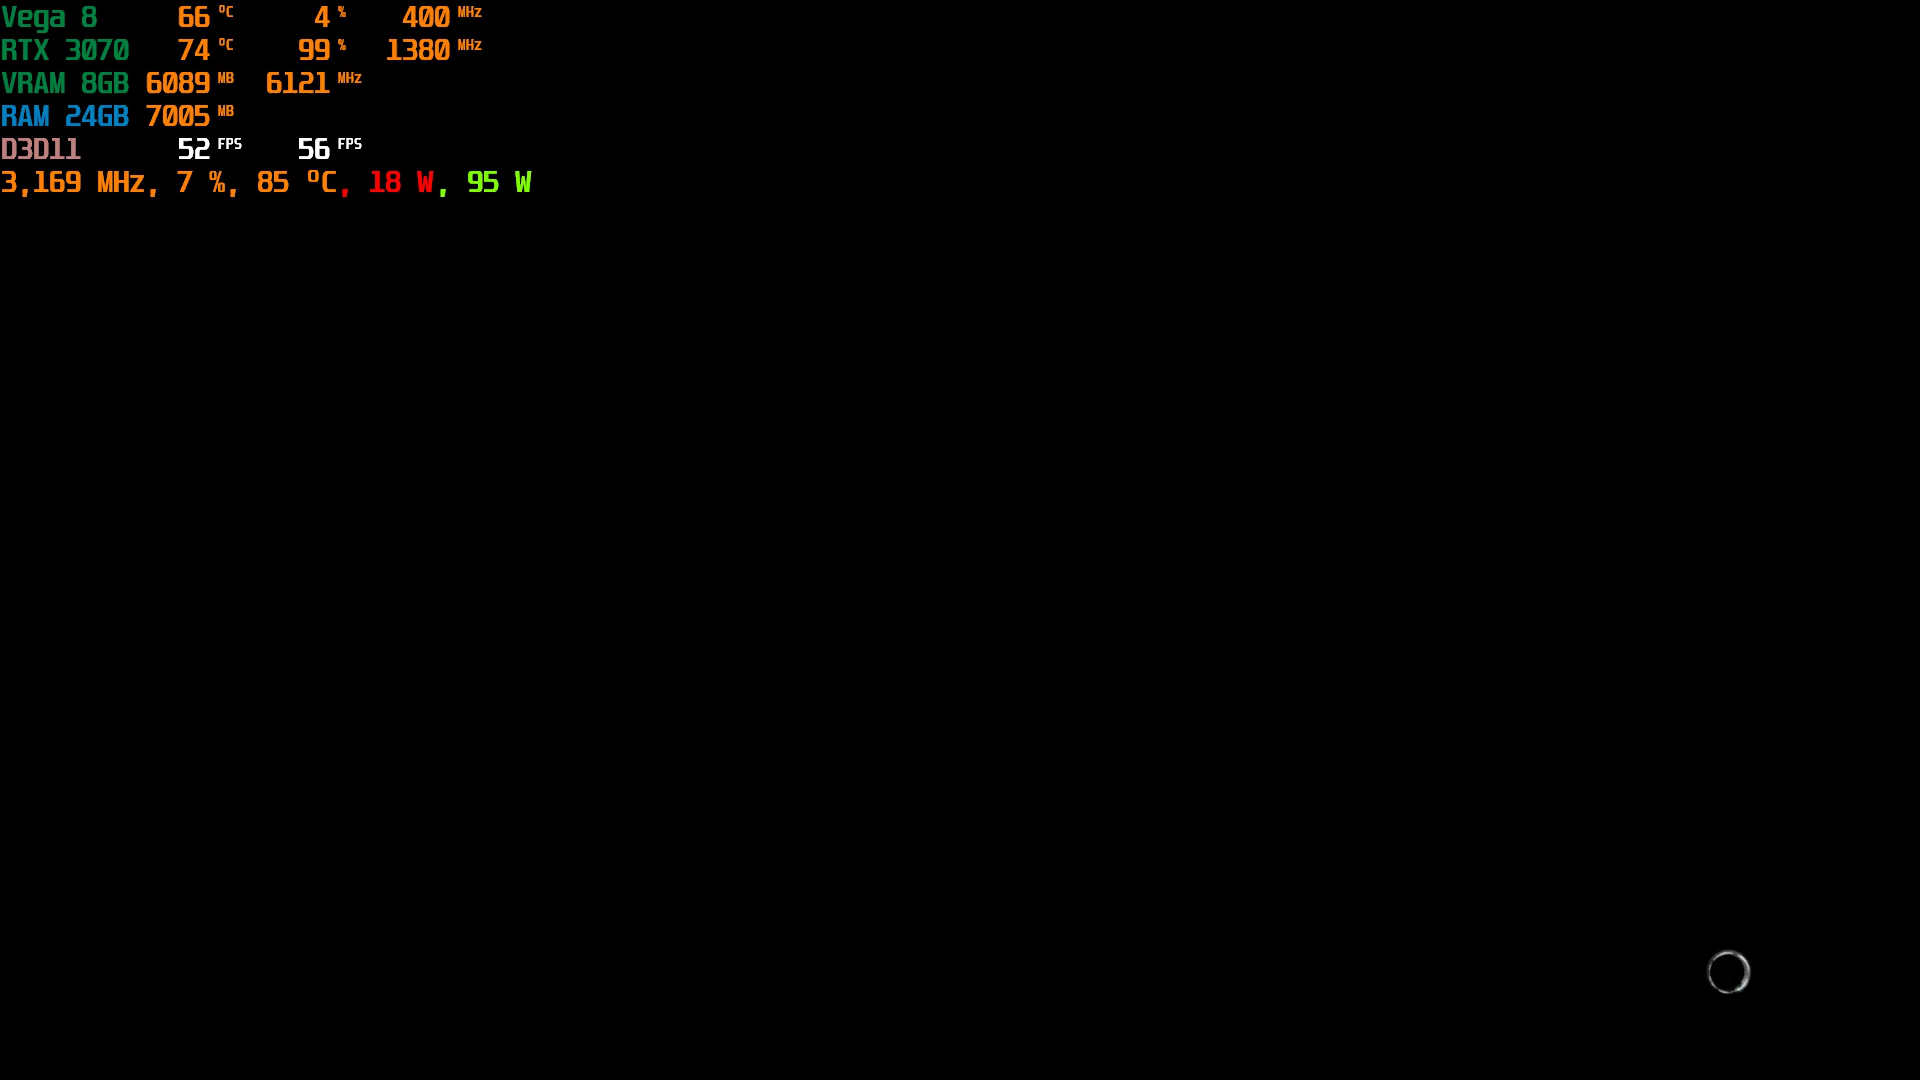 Vega 8 66 °C 4 % 400 MHz
RTX 3070 74 °C 99 % 1380 MHz
VRAM 8GB 6089 MB 6121 MHz
RAM 24GB 7005 MB
D3D11 52 FPS 56 FPS
3,169 MHz, 7 %, 85 °C, 18 W, 95 W